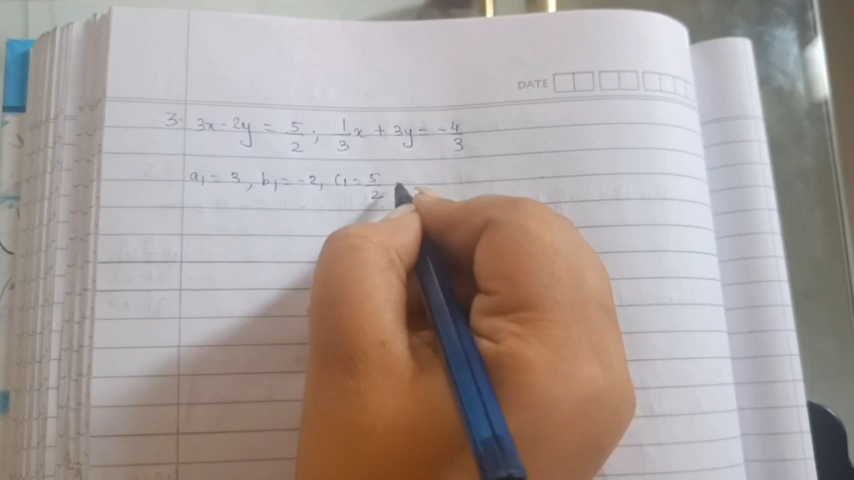 DATE
3. 3x - 2y = 5/2 ; 1/3 x + 3y = -4/3
a₁ = 3, b₁ = -2, c₁ = 5/2